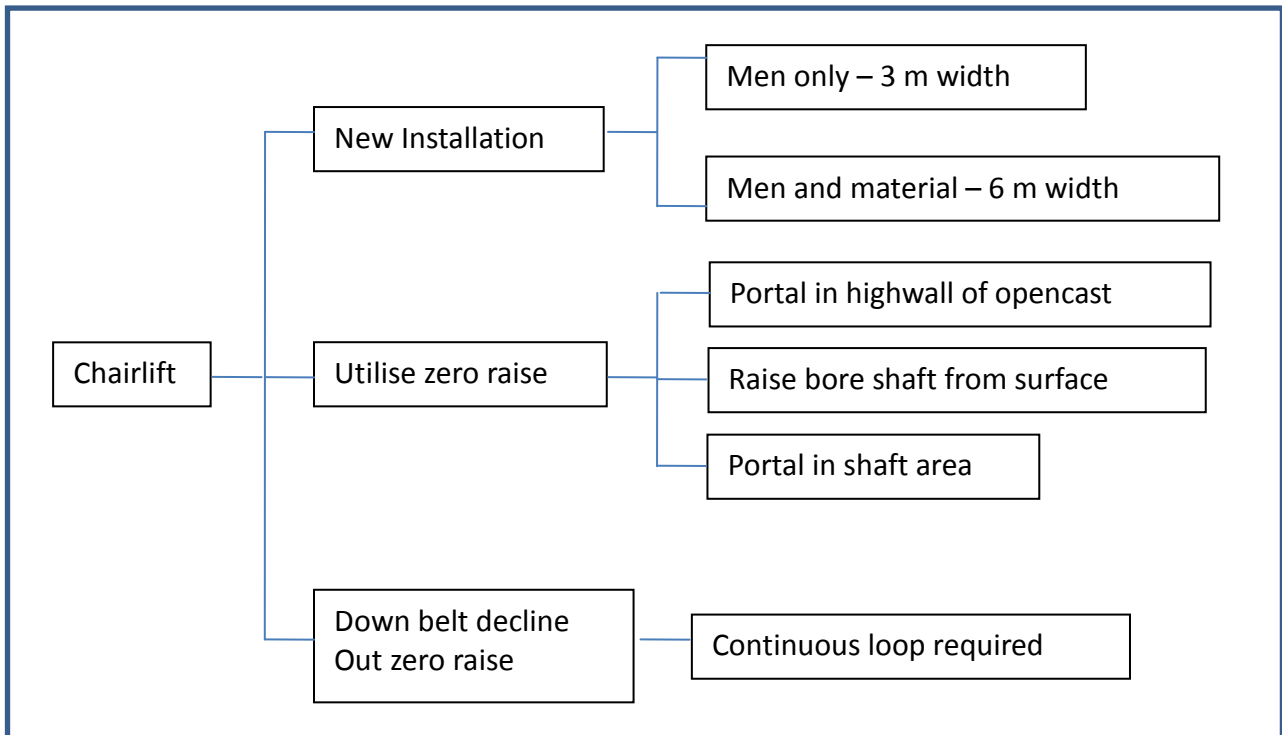 Men only – 3 m width
New Installation
Men and material – 6 m width
Portal in highwall of opencast
Chairlift
Utilise zero raise
Raise bore shaft from surface
Portal in shaft area
Down belt decline
Out zero raise
Continuous loop required